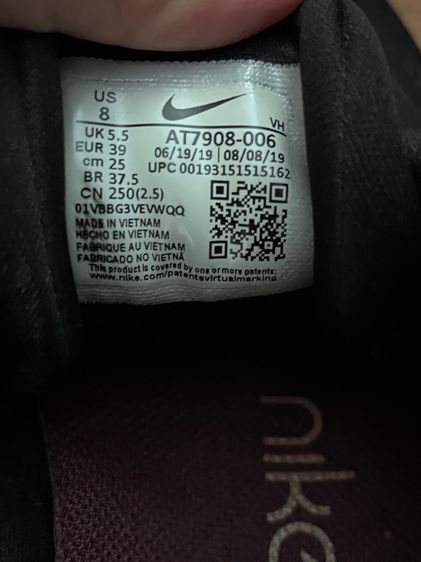 US
8
VH
UK 5.5
EUR 39
cm 25
BR 37.5
CN 250(2.5)
AT7908-006
06/19/19 | 08/08/19
UPC 00193151515162
01VBBG3VEVWQQ
MADE IN VIETNAM
HECHO EN VIETNAM
FABRIQUE AU VIETNAM
FABRICADO NO VIETNÃ
This product is covered by one or more patents:
www.nike.com/patentsvirtualmarking
nike